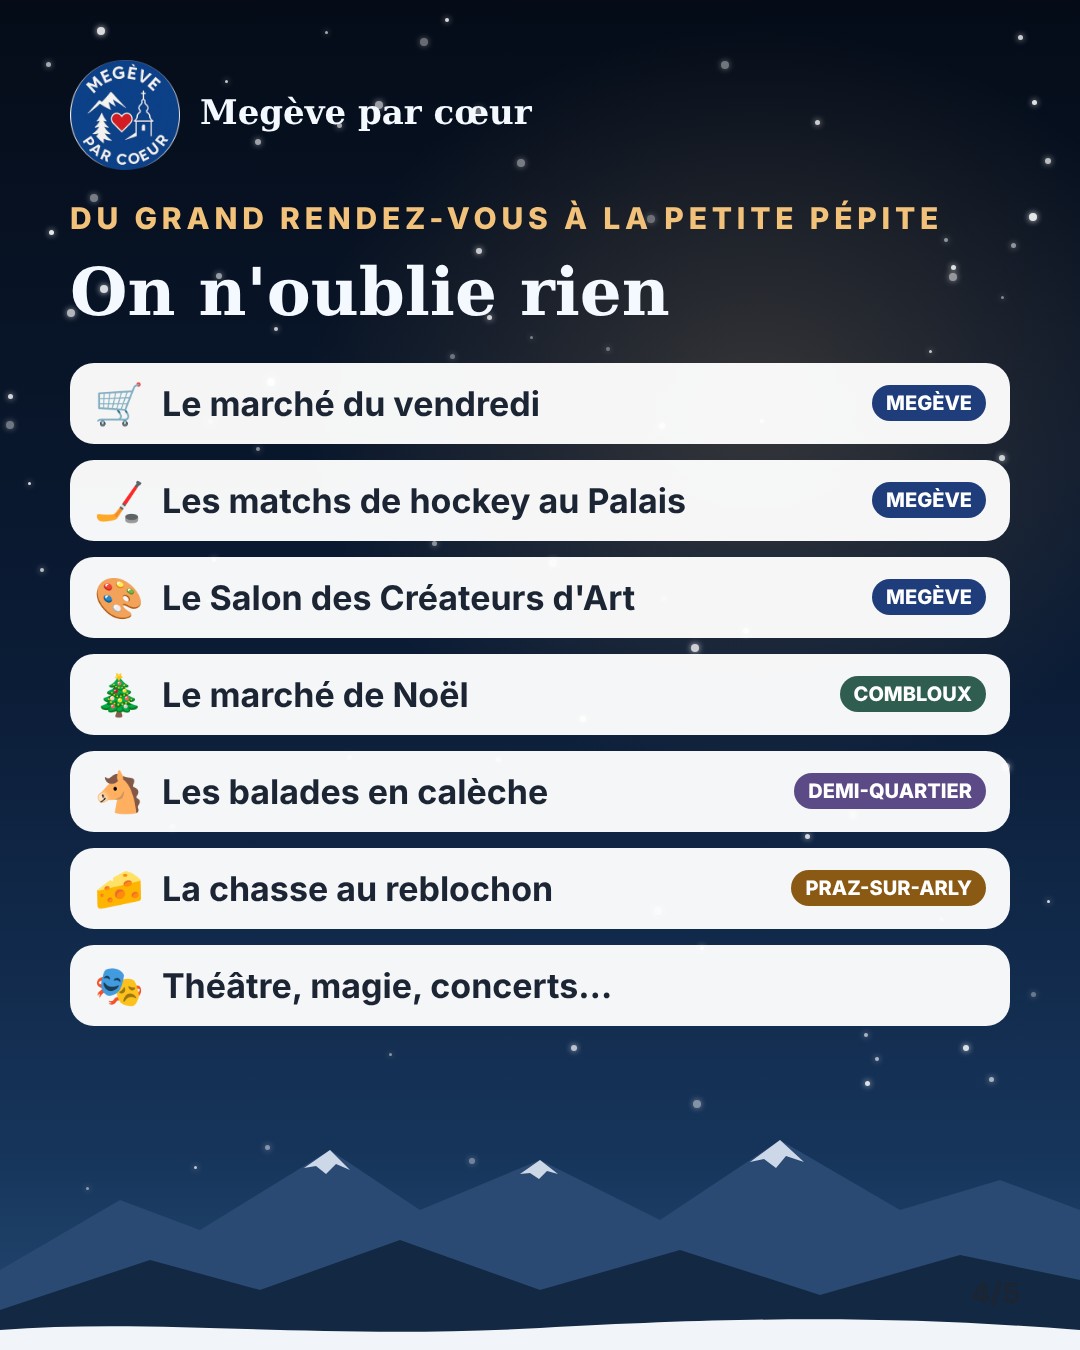 MEGÈVE
PAR COEUR
Megève par cœur
DU GRAND RENDEZ-VOUS À LA PETITE PÉPITE
On n'oublie rien
Le marché du vendredi
MEGÈVE
Les matchs de hockey au Palais
MEGÈVE
Le Salon des Créateurs d'Art
MEGÈVE
Le marché de Noël
COMBLOUX
Les balades en calèche
DEMI-QUARTIER
La chasse au reblochon
PRAZ-SUR-ARLY
Théâtre, magie, concerts...